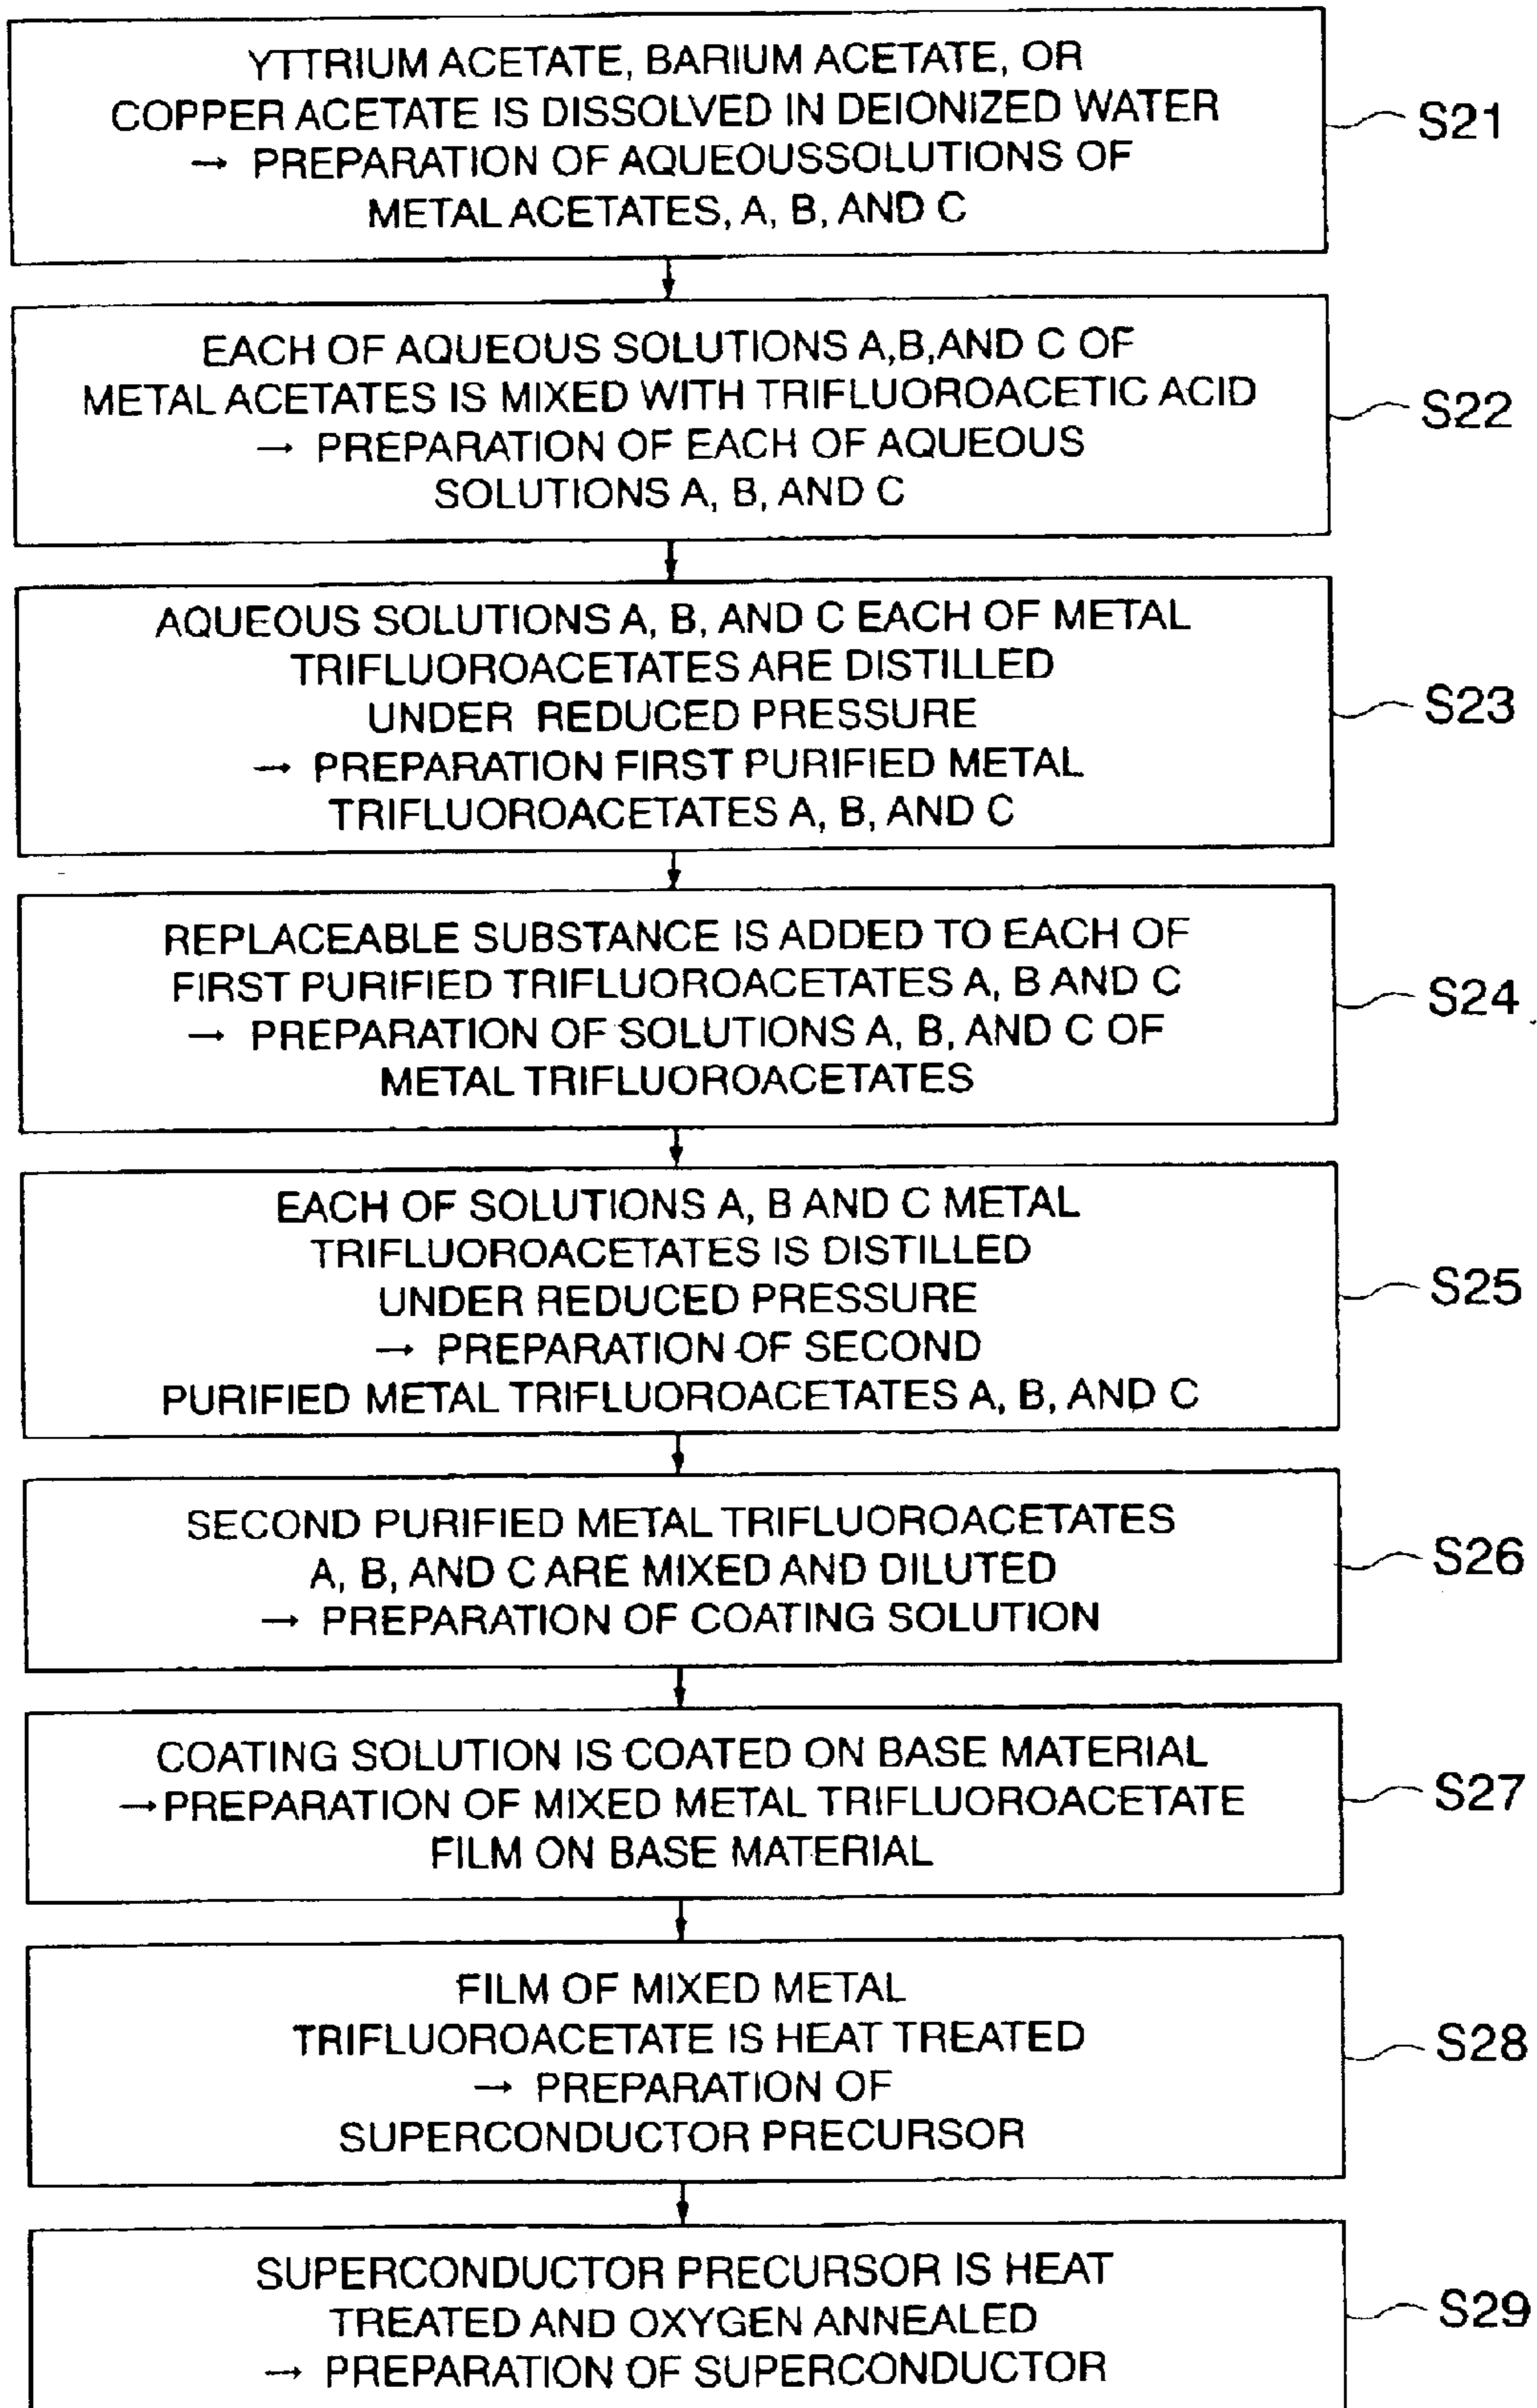 YTTRIUM ACETATE, BARIUM ACETATE, OR
COPPER ACETATE IS DISSOLVED IN DEIONIZED WATER
→ PREPARATION OF AQUEOUSSOLUTIONS OF
METAL ACETATES, A, B, AND C
S21
EACH OF AQUEOUS SOLUTIONS A,B,AND C OF
METAL ACETATES IS MIXED WITH TRIFLUOROACETIC ACID
→ PREPARATION OF EACH OF AQUEOUS
SOLUTIONS A, B, AND C
S22
AQUEOUS SOLUTIONS A, B, AND C EACH OF METAL
TRIFLUOROACETATES ARE DISTILLED
UNDER REDUCED PRESSURE
→ PREPARATION FIRST PURIFIED METAL
TRIFLUOROACETATES A, B, AND C
S23
REPLACEABLE SUBSTANCE IS ADDED TO EACH OF
FIRST PURIFIED TRIFLUOROACETATES A, B AND C
→ PREPARATION OF SOLUTIONS A, B, AND C OF
METAL TRIFLUOROACETATES
S24
EACH OF SOLUTIONS A, B AND C METAL
TRIFLUOROACETATES IS DISTILLED
UNDER REDUCED PRESSURE
→ PREPARATION OF SECOND
PURIFIED METAL TRIFLUOROACETATES A, B, AND C
S25
SECOND PURIFIED METAL TRIFLUOROACETATES
A, B, AND C ARE MIXED AND DILUTED
→ PREPARATION OF COATING SOLUTION
S26
COATING SOLUTION IS COATED ON BASE MATERIAL
→PREPARATION OF MIXED METAL TRIFLUOROACETATE
FILM ON BASE MATERIAL
S27
FILM OF MIXED METAL
TRIFLUOROACETATE IS HEAT TREATED
→ PREPARATION OF
SUPERCONDUCTOR PRECURSOR
S28
SUPERCONDUCTOR PRECURSOR IS HEAT
TREATED AND OXYGEN ANNEALED
→ PREPARATION OF SUPERCONDUCTOR
S29